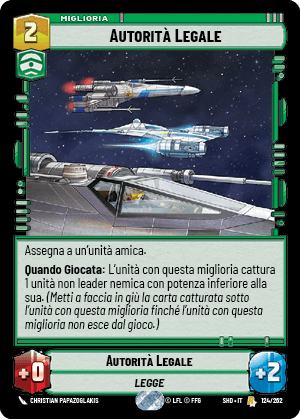 MIGLIORIA
2
AUTORITÀ LEGALE
Assegna a un'unità amica.
Quando Giocata: L'unità con questa miglioria cattura
1 unità non leader nemica con potenza inferiore alla
sua. (Metti a faccia in giù la carta catturata sotto
l'unità con questa miglioria finché l'unità con questa
miglioria non esce dal gioco.)
AUTORITÀ LEGALE
+0
LEGGE
+2
CHRISTIAN PAPAZOGLAKIS
© LFL © FFG
SHD • IT
124/262